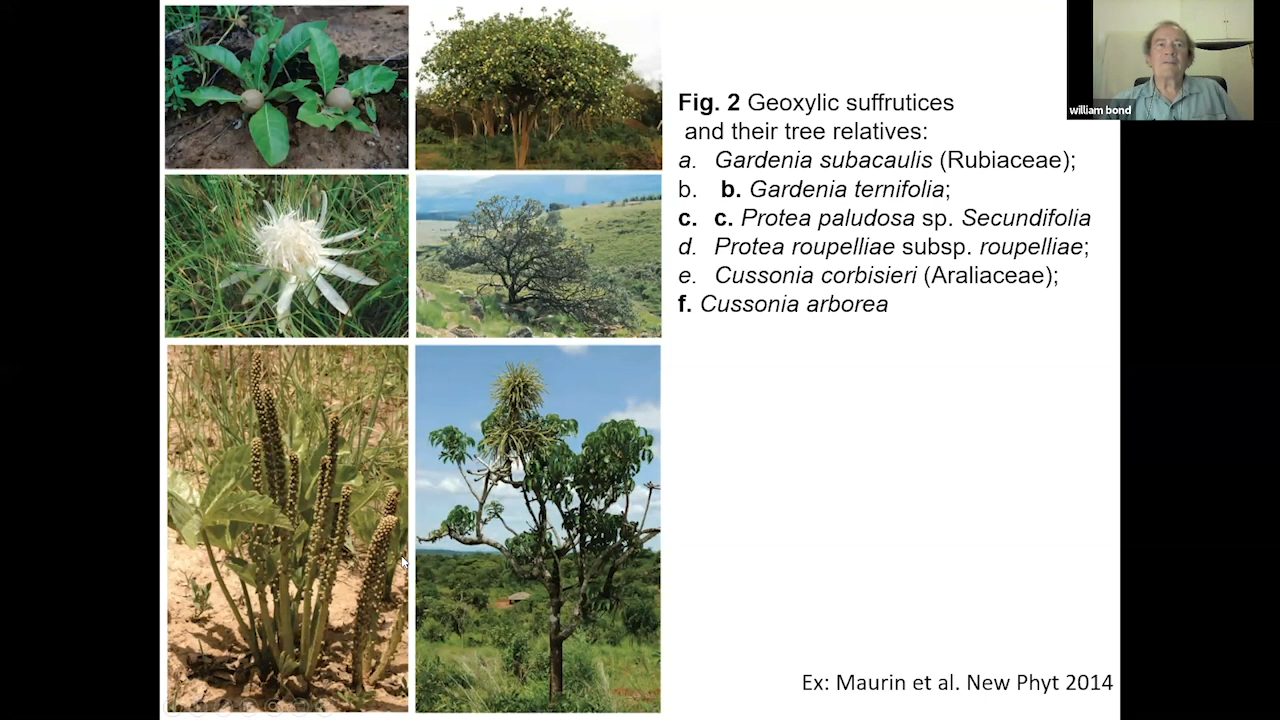 Fig. 2 Geoxylic suffrutices
and their tree relatives:
a. Gardenia subacaulis (Rubiaceae);
b. b. Gardenia ternifolia;
c. c. Protea paludosa sp. Secundifolia
d. Protea roupelliae subsp. roupelliae;
e. Cussonia corbisieri (Araliaceae);
f. Cussonia arborea
Ex: Maurin et al. New Phyt 2014
william bond